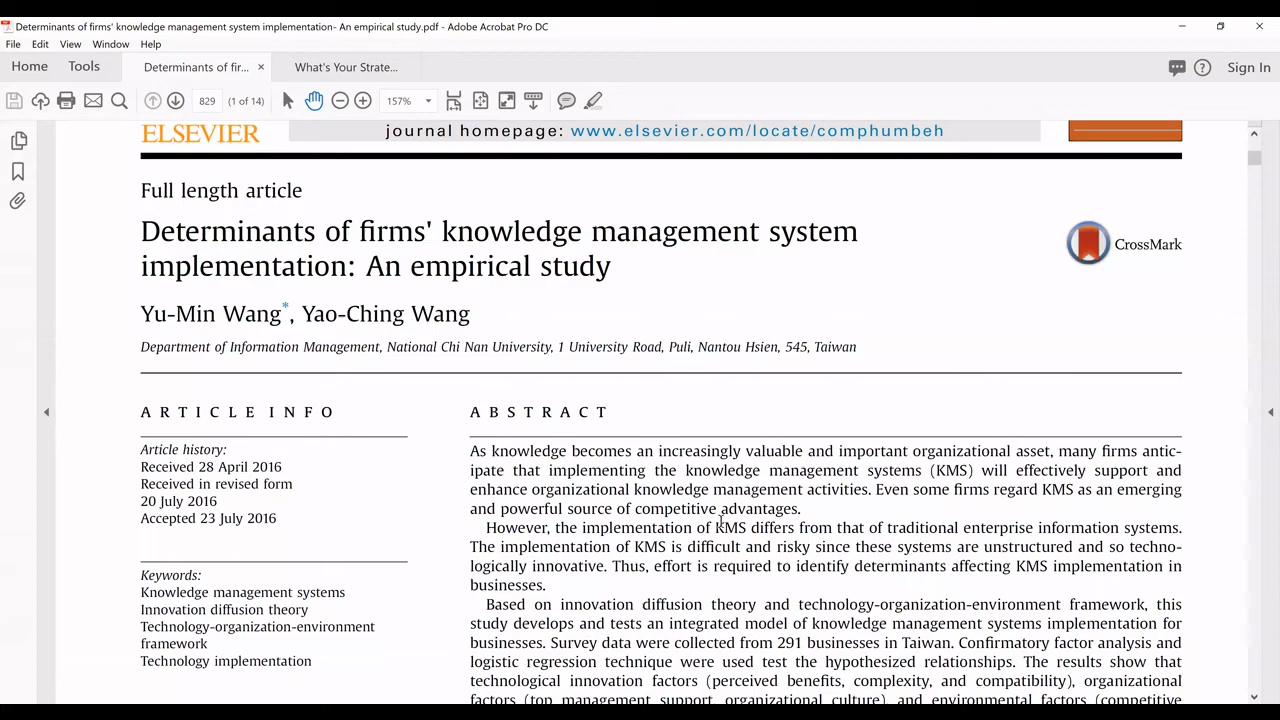 Determinants of firms' knowledge management system implementation- An empirical study.pdf - Adobe Acrobat Pro DC
File Edit View Window Help
Home Tools Determinants of fir... × What's Your Strate... Sign In
829 (1 of 14) 157%
ELSEVIER journal homepage: www.elsevier.com/locate/comphumbeh
Full length article
Determinants of firms' knowledge management system
implementation: An empirical study
CrossMark
Yu-Min Wang*, Yao-Ching Wang
Department of Information Management, National Chi Nan University, 1 University Road, Puli, Nantou Hsien, 545, Taiwan
ARTICLE INFO
Article history:
Received 28 April 2016
Received in revised form
20 July 2016
Accepted 23 July 2016
Keywords:
Knowledge management systems
Innovation diffusion theory
Technology-organization-environment
framework
Technology implementation
ABSTRACT
As knowledge becomes an increasingly valuable and important organizational asset, many firms antic-
ipate that implementing the knowledge management systems (KMS) will effectively support and
enhance organizational knowledge management activities. Even some firms regard KMS as an emerging
and powerful source of competitive advantages.
However, the implementation of KMS differs from that of traditional enterprise information systems.
The implementation of KMS is difficult and risky since these systems are unstructured and so techno-
logically innovative. Thus, effort is required to identify determinants affecting KMS implementation in
businesses.
Based on innovation diffusion theory and technology-organization-environment framework, this
study develops and tests an integrated model of knowledge management systems implementation for
businesses. Survey data were collected from 291 businesses in Taiwan. Confirmatory factor analysis and
logistic regression technique were used test the hypothesized relationships. The results show that
technological innovation factors (perceived benefits, complexity, and compatibility), organizational
factors (top management support, organizational culture), and environmental factors (competitive